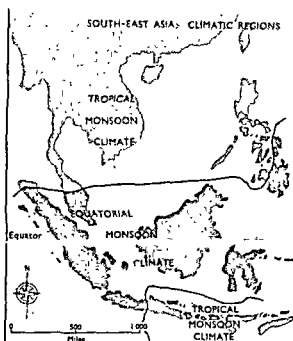 SOUTH-EAST ASIA: CLIMATIC REGIONS
TROPICAL
MONSOON
CLIMATE
EQUATORIAL
Equator
MONSOON
CLIMATE
N
TROPICAL
MONSOON
CLIMATE
0 500 1000
Miles